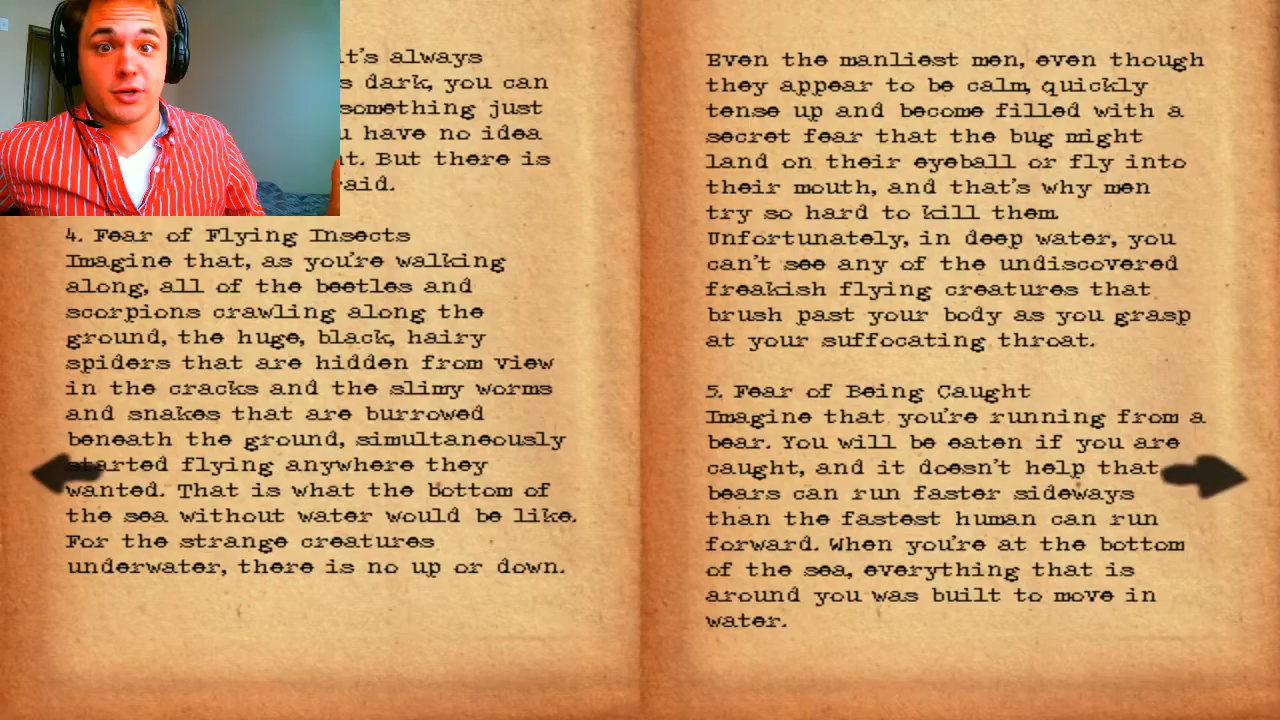 it's always
s dark, you can
something just
u have no idea
t. But there is
raid.
4. Fear of Flying Insects
Imagine that, as you're walking
along, all of the beetles and
scorpions crawling along the
ground, the huge, black, hairy
spiders that are hidden from view
in the cracks and the slimy worms
and snakes that are burrowed
beneath the ground, simultaneously
started flying anywhere they
wanted. That is what the bottom of
the sea without water would be like.
For the strange creatures
underwater, there is no up or down.
Even the manliest men, even though
they appear to be calm, quickly
tense up and become filled with a
secret fear that the bug might
land on their eyeball or fly into
their mouth, and that's why men
try so hard to kill them.
Unfortunately, in deep water, you
can't see any of the undiscovered
freakish flying creatures that
brush past your body as you grasp
at your suffocating throat.
5. Fear of Being Caught
Imagine that you're running from a
bear. You will be eaten if you are
caught, and it doesn't help that
bears can run faster sideways
than the fastest human can run
forward. When you're at the bottom
of the sea, everything that is
around you was built to move in
water.